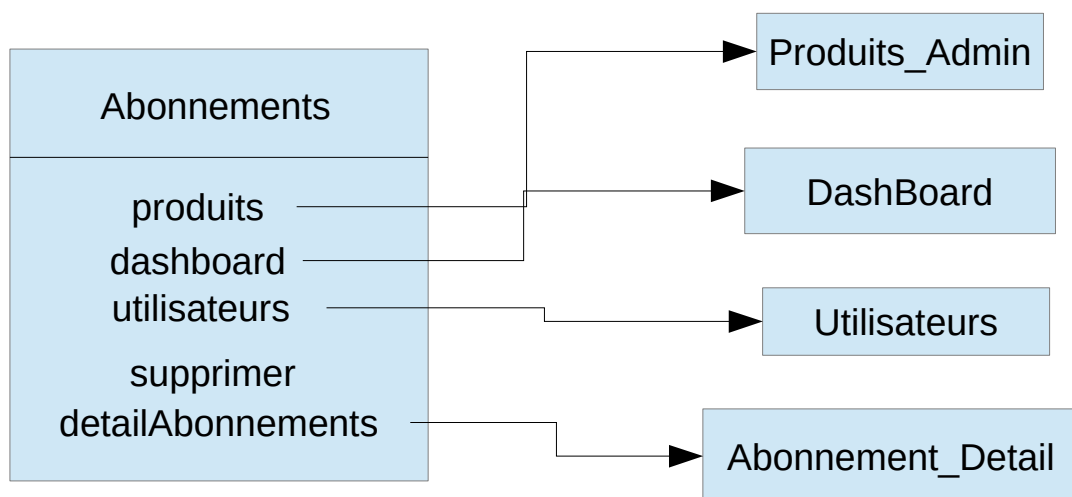 Abonnements
produits
dashboard
utilisateurs
supprimer
detailAbonnements
Produits_Admin
DashBoard
Utilisateurs
Abonnement_Detail